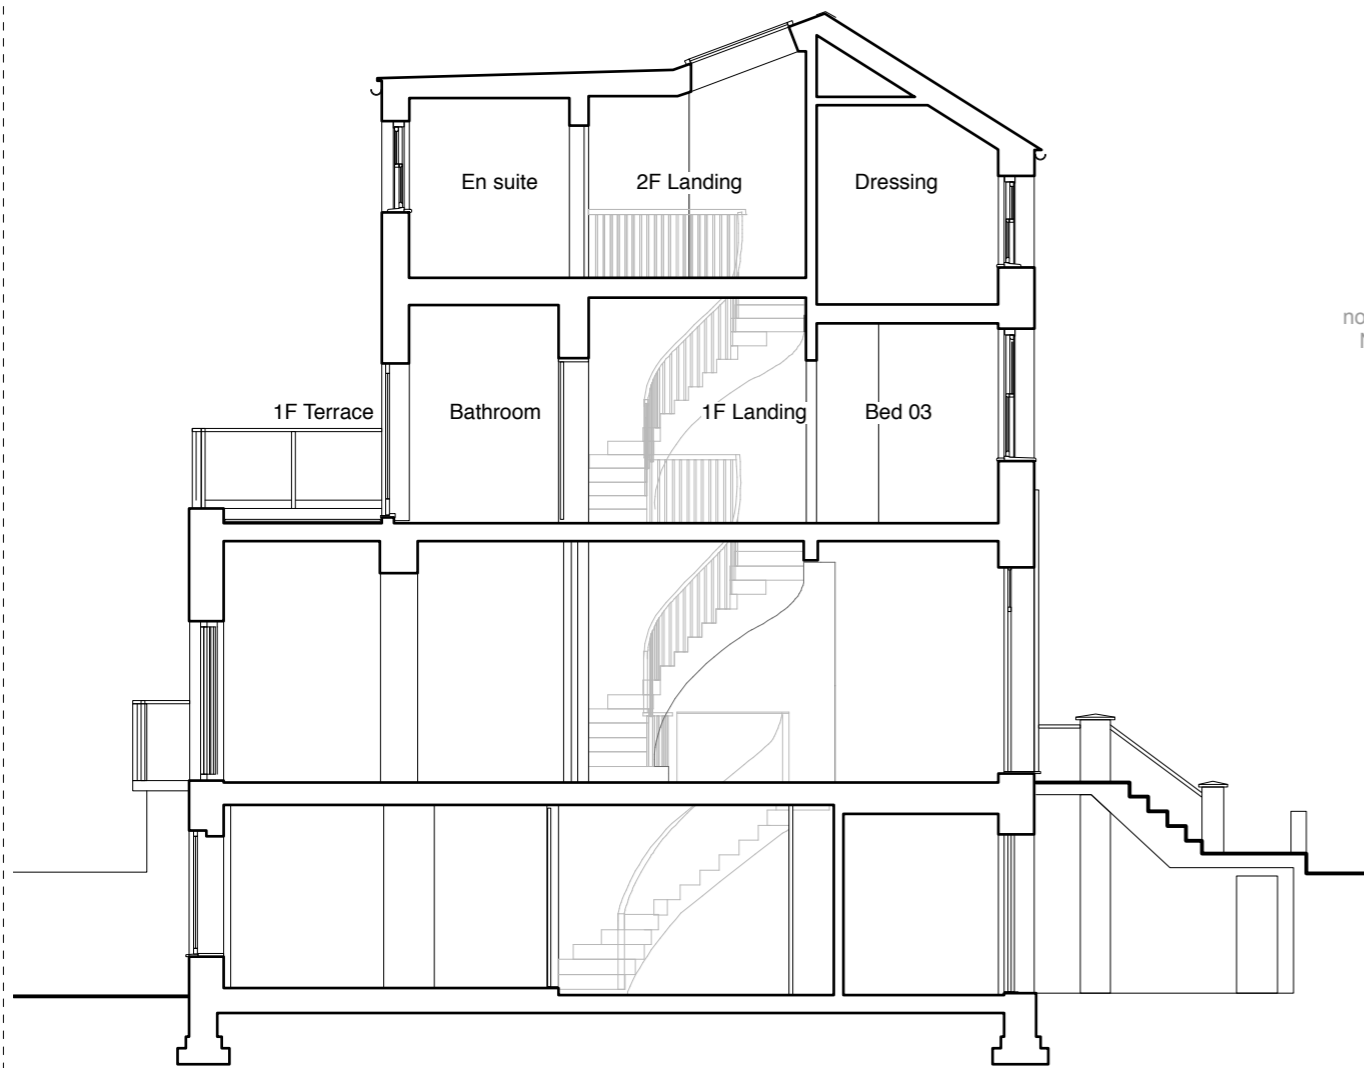 En suite
2F Landing
Dressing
1F Terrace
Bathroom
1F Landing
Bed 03